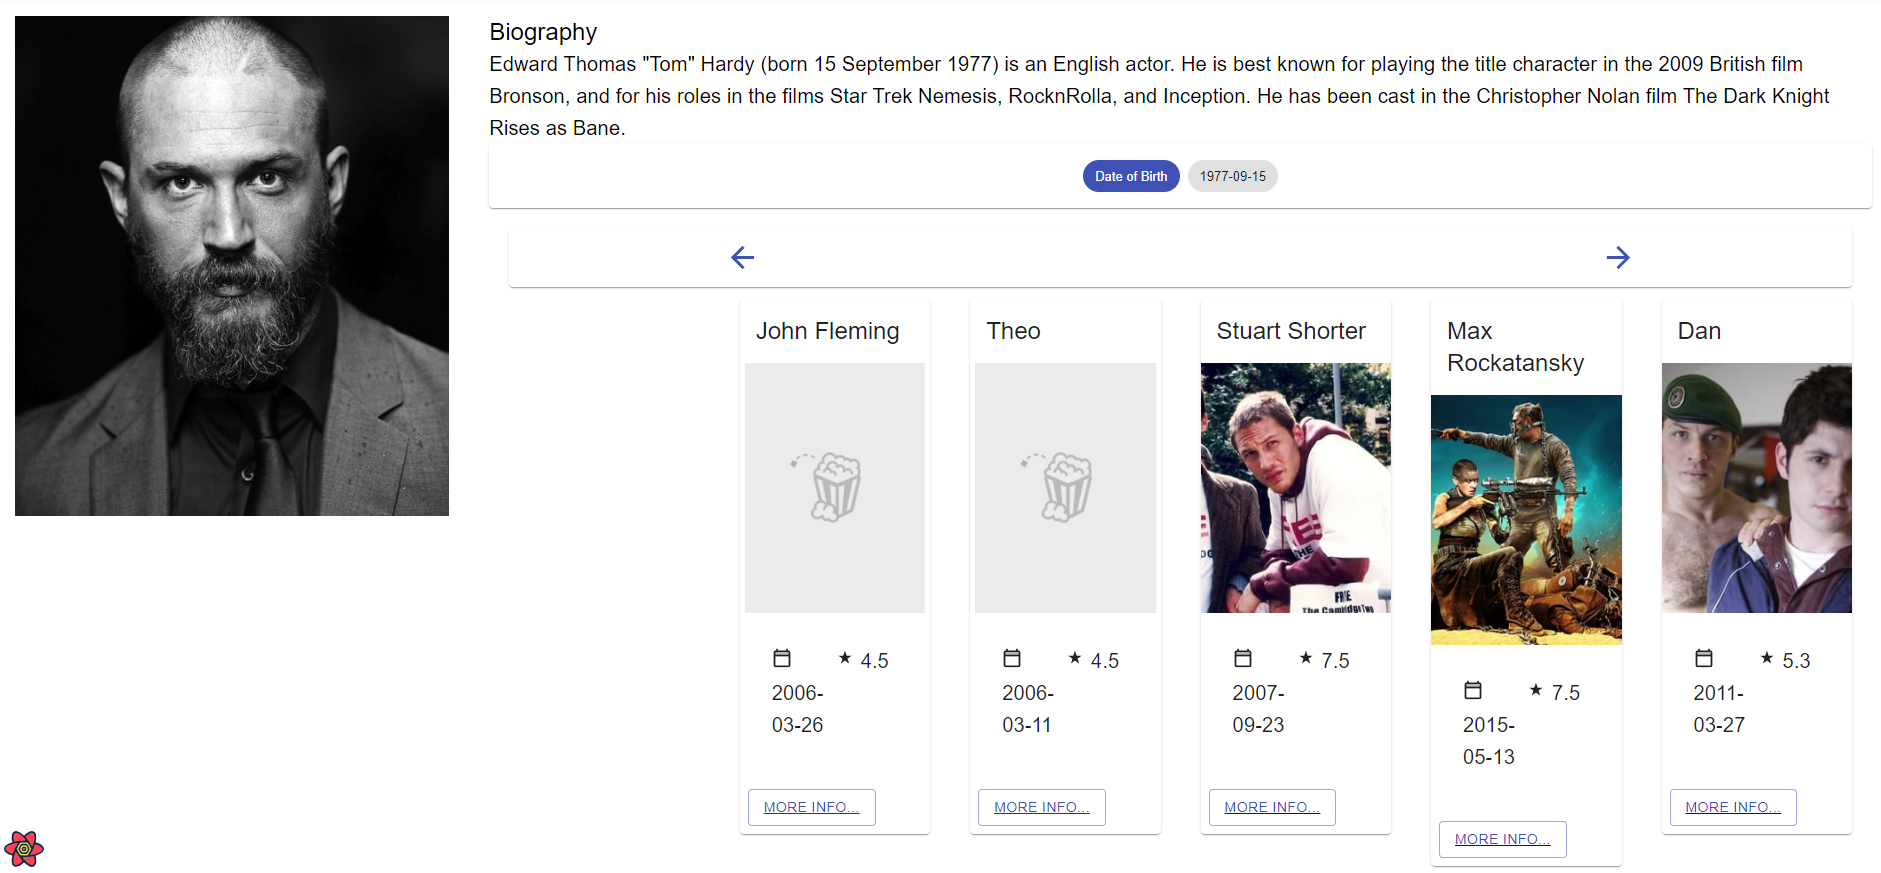 Biography
Edward Thomas "Tom" Hardy (born 15 September 1977) is an English actor. He is best known for playing the title character in the 2009 British film
Bronson, and for his roles in the films Star Trek Nemesis, RocknRolla, and Inception. He has been cast in the Christopher Nolan film The Dark Knight
Rises as Bane.
Date of Birth 1977-09-15
John Fleming
4.5
2006-
03-26
MORE INFO...
Theo
4.5
2006-
03-11
MORE INFO...
Stuart Shorter
FREE
The Cambridge Two
7.5
2007-
09-23
MORE INFO...
Max
Rockatansky
7.5
2015-
05-13
MORE INFO...
Dan
5.3
2011-
03-27
MORE INFO...